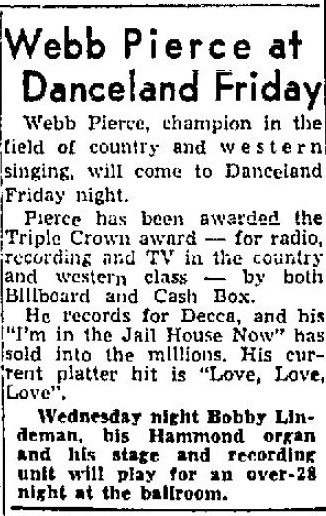 Webb Pierce at
Danceland Friday
Webb Pierce, champion in the
field of country and western
singing, will come to Danceland
Friday night.
Pierce has been awarded the
Triple Crown award — for radio,
recording and TV in the country
and western class — by both
Billboard and Cash Box.
He records for Decca, and his
"I'm in the Jail House Now" has
sold into the millions. His cur-
rent platter hit is "Love, Love,
Love".
Wednesday night Bobby Lin-
deman, his Hammond organ
and his stage and recording
unit will play for an over-28
night at the ballroom.